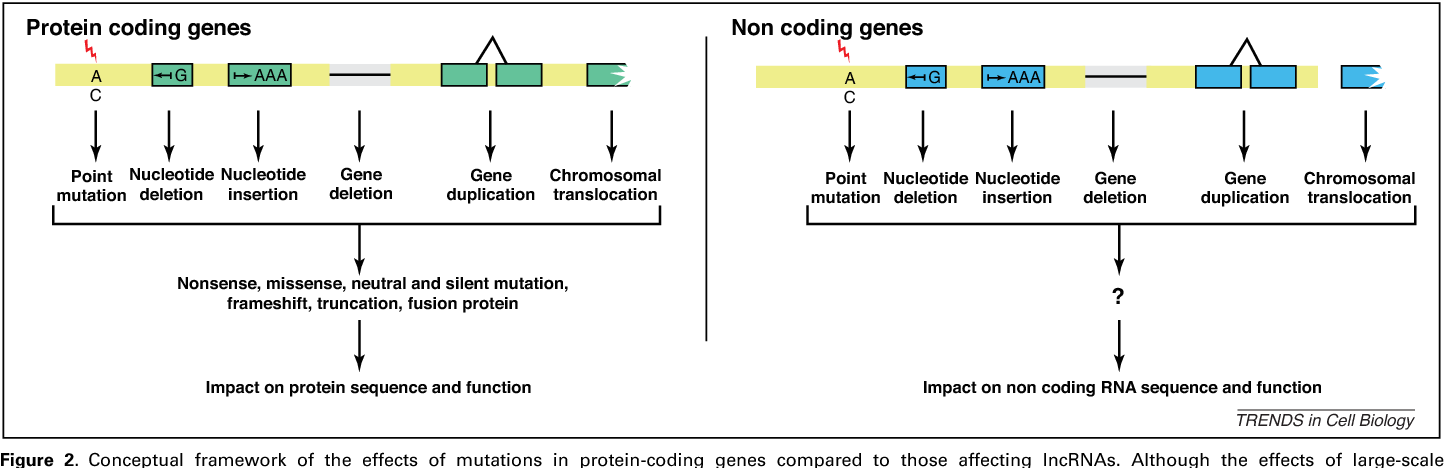 Protein coding genes
A
C
G
AAA
Point
mutation
Nucleotide
deletion
Nucleotide
insertion
Gene
deletion
Gene
duplication
Chromosomal
translocation
Nonsense, missense, neutral and silent mutation,
frameshift, truncation, fusion protein
Impact on protein sequence and function
Non coding genes
A
C
G
AAA
Point
mutation
Nucleotide
deletion
Nucleotide
insertion
Gene
deletion
Gene
duplication
Chromosomal
translocation
?
Impact on non coding RNA sequence and function
TRENDS in Cell Biology
Figure 2. Conceptual framework of the effects of mutations in protein-coding genes compared to those affecting lncRNAs. Although the effects of large-scale